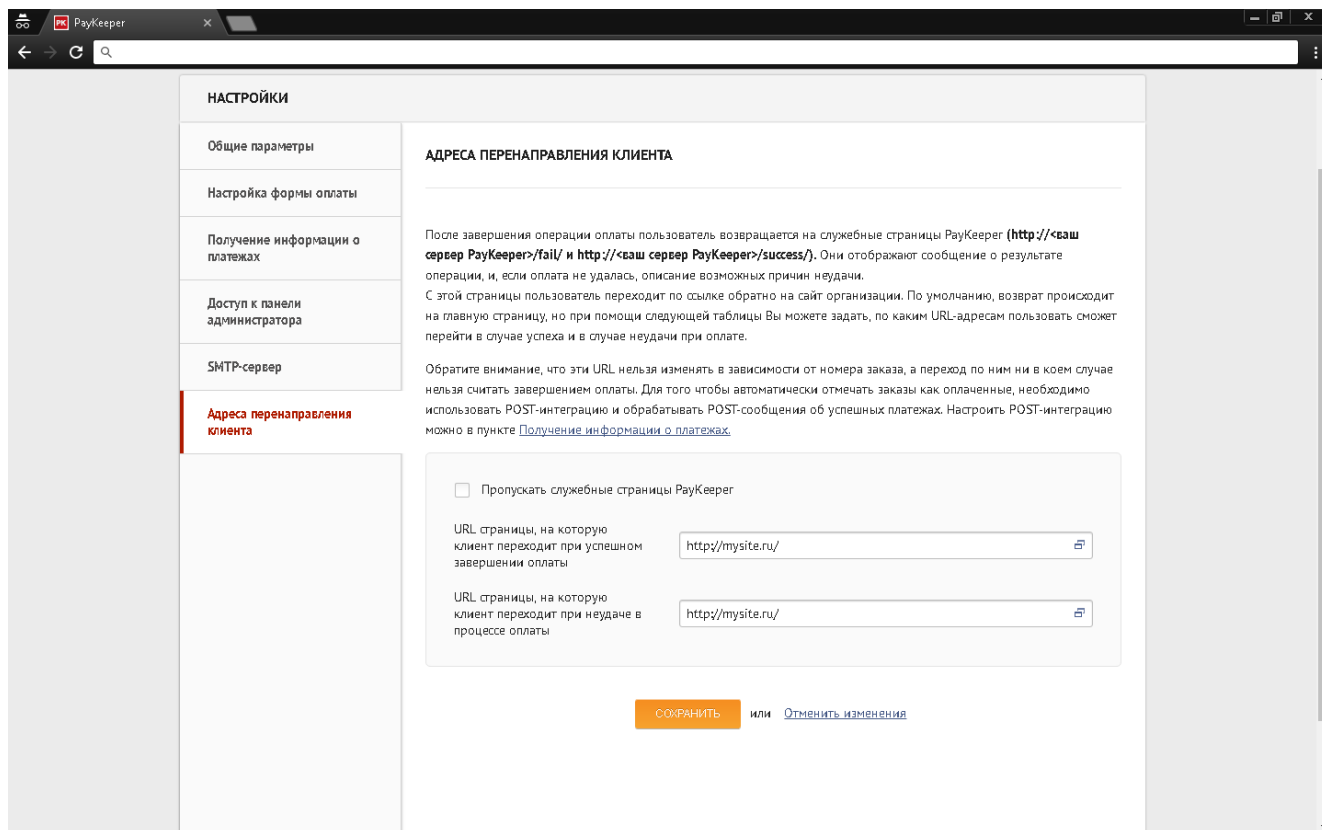 PayKeeper
НАСТРОЙКИ
Общие параметры
Настройка формы оплаты
Получение информации о
платежах
Доступ к панели
администратора
SMTP-сервер
Адреса перенаправления
клиента
АДРЕСА ПЕРЕНАПРАВЛЕНИЯ КЛИЕНТА
После завершения операции оплаты пользователь возвращается на служебные страницы PayKeeper (http://<ваш
сервер PayKeeper>/fail/ и http://<ваш сервер PayKeeper>/success/). Они отображают сообщение о результате
операции, и, если оплата не удалась, описание возможных причин неудачи.
С этой страницы пользователь переходит по ссылке обратно на сайт организации. По умолчанию, возврат происходит
на главную страницу, но при помощи следующей таблицы Вы можете задать, по каким URL-адресам пользовать сможет
перейти в случае успеха и в случае неудачи при оплате.
Обратите внимание, что эти URL нельзя изменять в зависимости от номера заказа, а переход по ним ни в коем случае
нельзя считать завершением оплаты. Для того чтобы автоматически отмечать заказы как оплаченные, необходимо
использовать POST-интеграцию и обрабатывать POST-сообщения об успешных платежах. Настроить POST-интеграцию
можно в пункте Получение информации о платежах.
Пропускать служебные страницы PayKeeper
URL страницы, на которую
клиент переходит при успешном
завершении оплаты
http://mysite.ru/
URL страницы, на которую
клиент переходит при неудаче в
процессе оплаты
http://mysite.ru/
СОХРАНИТЬ или Отменить изменения